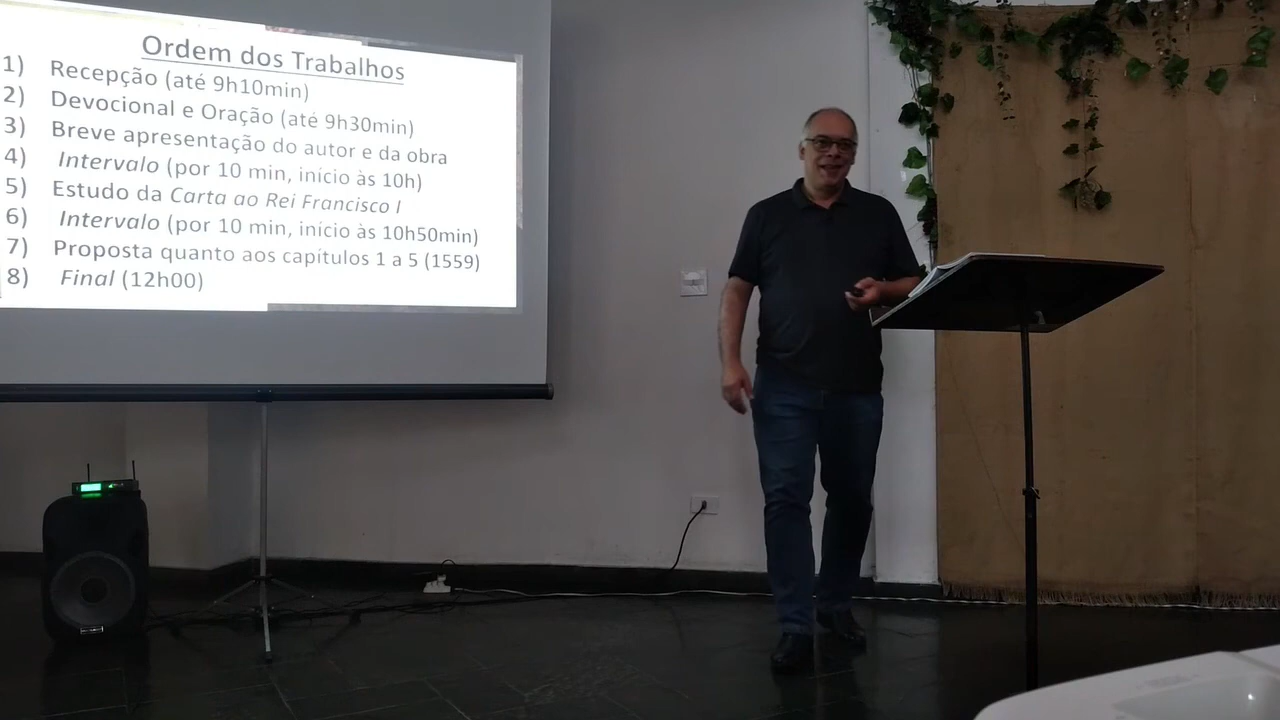 Ordem dos Trabalhos
1) Recepção (até 9h10min)
2) Devocional e Oração (até 9h30min)
3) Breve apresentação do autor e da obra
4) Intervalo (por 10 min, início às 10h)
5) Estudo da Carta ao Rei Francisco I
6) Intervalo (por 10 min, início às 10h50min)
7) Proposta quanto aos capítulos 1 a 5 (1559)
8) Final (12h00)